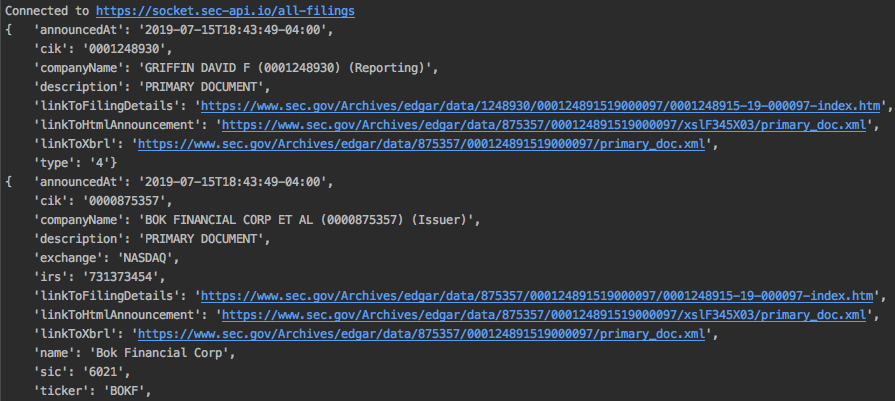 Connected to https://socket.sec-api.io/all-filings
{   'announcedAt': '2019-07-15T18:43:49-04:00',
    'cik': '0001248930',
    'companyName': 'GRIFFIN DAVID F (0001248930) (Reporting)',
    'description': 'PRIMARY DOCUMENT',
    'linkToFilingDetails': 'https://www.sec.gov/Archives/edgar/data/1248930/000124891519000097/0001248915-19-000097-index.htm',
    'linkToHtmlAnnouncement': 'https://www.sec.gov/Archives/edgar/data/875357/000124891519000097/xslF345X03/primary_doc.xml',
    'linkToXbrl': 'https://www.sec.gov/Archives/edgar/data/875357/000124891519000097/primary_doc.xml',
    'type': '4'}
{   'announcedAt': '2019-07-15T18:43:49-04:00',
    'cik': '0000875357',
    'companyName': 'BOK FINANCIAL CORP ET AL (0000875357) (Issuer)',
    'description': 'PRIMARY DOCUMENT',
    'exchange': 'NASDAQ',
    'irs': '731373454',
    'linkToFilingDetails': 'https://www.sec.gov/Archives/edgar/data/875357/000124891519000097/0001248915-19-000097-index.htm',
    'linkToHtmlAnnouncement': 'https://www.sec.gov/Archives/edgar/data/875357/000124891519000097/xslF345X03/primary_doc.xml',
    'linkToXbrl': 'https://www.sec.gov/Archives/edgar/data/875357/000124891519000097/primary_doc.xml',
    'name': 'Bok Financial Corp',
    'sic': '6021',
    'ticker': 'BOKF',